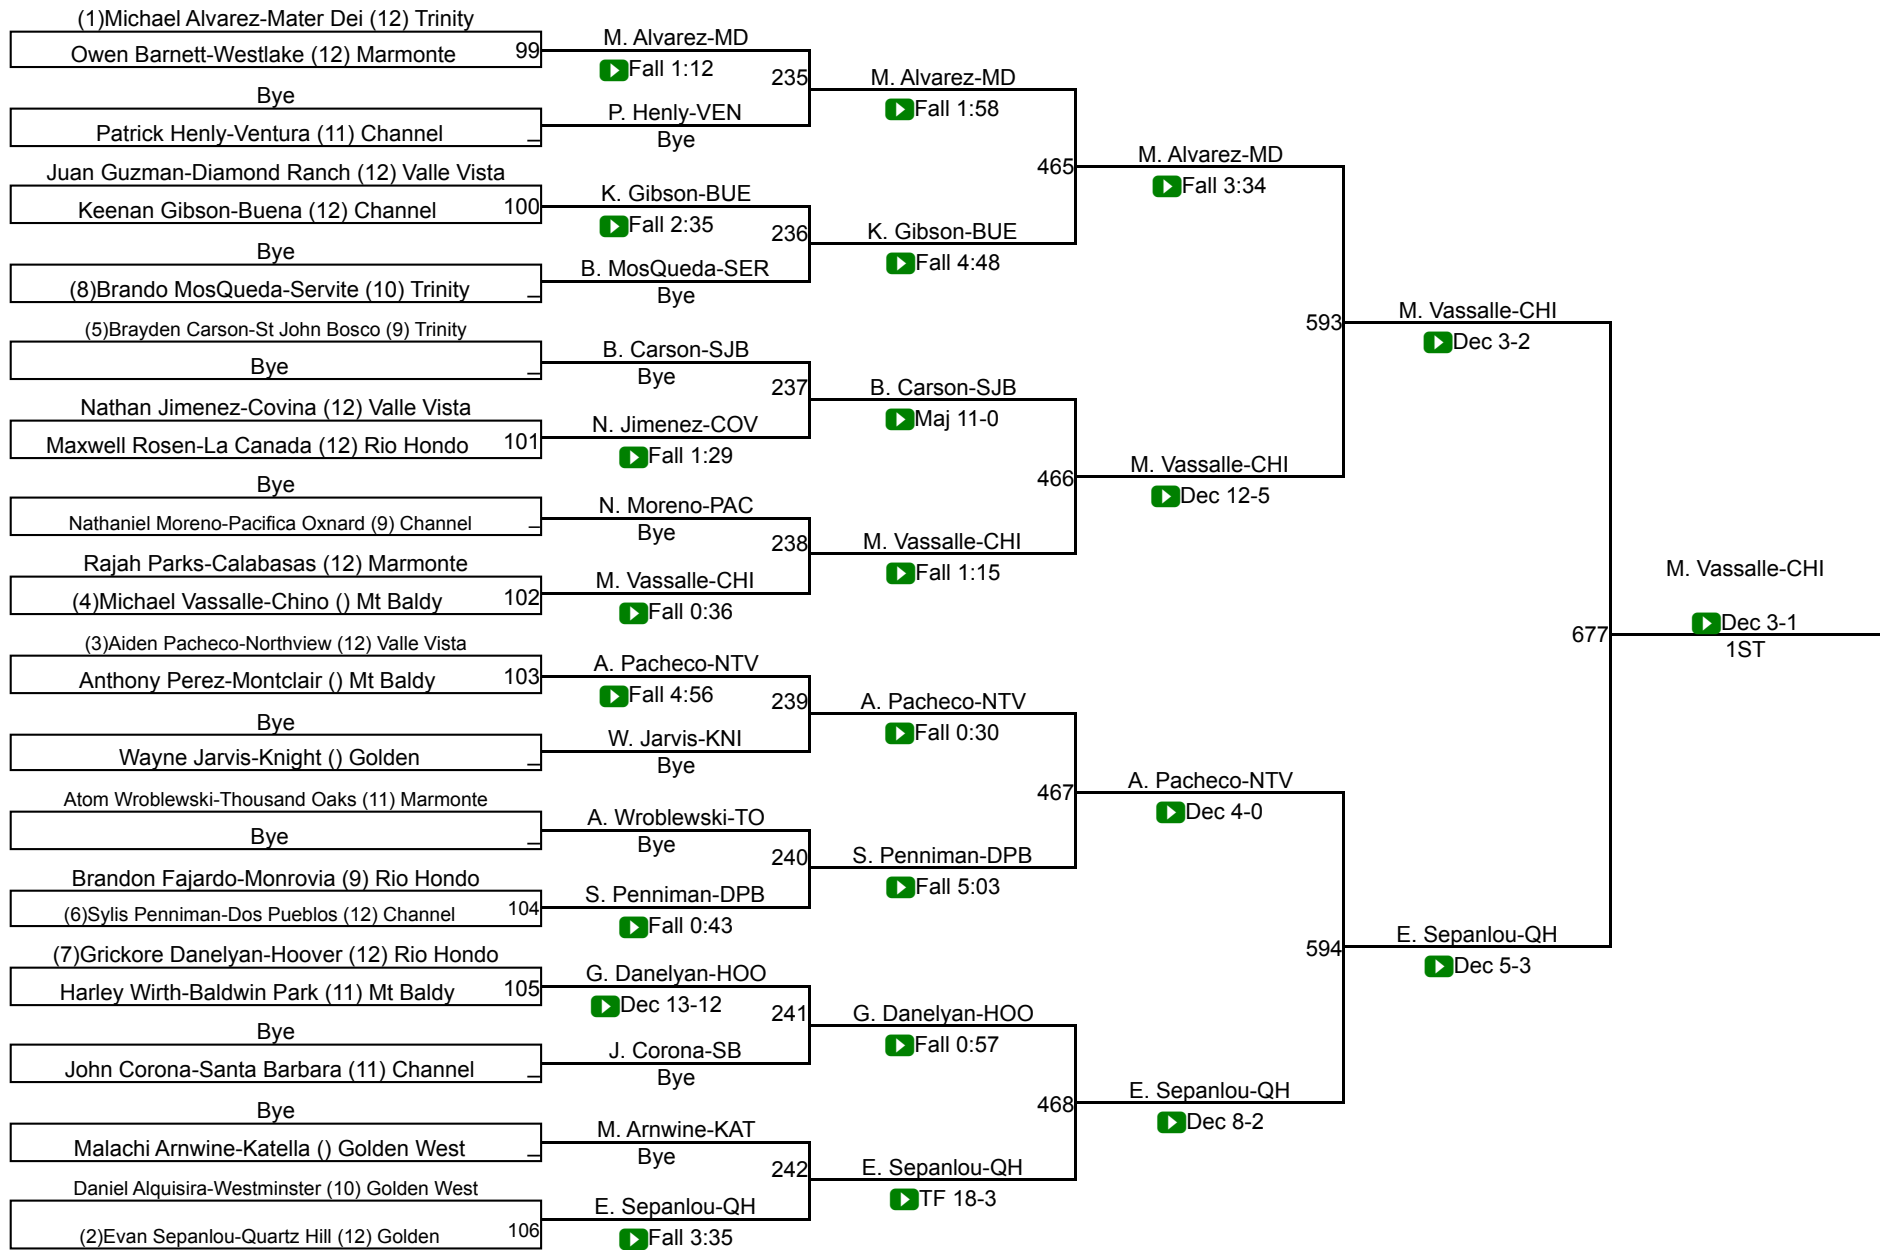 (1)Michael Alvarez-Mater Dei (12) Trinity
Owen Barnett-Westlake (12) Marmonte 99
Bye
Patrick Henly-Ventura (11) Channel _
Juan Guzman-Diamond Ranch (12) Valle Vista
Keenan Gibson-Buena (12) Channel 100
Bye
(8)Brando MosQueda-Servite (10) Trinity _
(5)Brayden Carson-St John Bosco (9) Trinity
Bye _
Nathan Jimenez-Covina (12) Valle Vista
Maxwell Rosen-La Canada (12) Rio Hondo 101
Bye
Nathaniel Moreno-Pacifica Oxnard (9) Channel _
Rajah Parks-Calabasas (12) Marmonte
(4)Michael Vassalle-Chino () Mt Baldy 102
(3)Aiden Pacheco-Northview (12) Valle Vista
Anthony Perez-Montclair () Mt Baldy 103
Bye
Wayne Jarvis-Knight () Golden _
Atom Wroblewski-Thousand Oaks (11) Marmonte
Bye _
Brandon Fajardo-Monrovia (9) Rio Hondo
(6)Sylis Penniman-Dos Pueblos (12) Channel 104
(7)Grickore Danelyan-Hoover (12) Rio Hondo
Harley Wirth-Baldwin Park (11) Mt Baldy 105
Bye
John Corona-Santa Barbara (11) Channel _
Bye
Malachi Arnwine-Katella () Golden West _
Daniel Alquisira-Westminster (10) Golden West
(2)Evan Sepanlou-Quartz Hill (12) Golden 106
M. Alvarez-MD
Fall 1:12
235
P. Henly-VEN
Bye
K. Gibson-BUE
Fall 2:35
236
B. MosQueda-SER
Bye
B. Carson-SJB
Bye
237
N. Jimenez-COV
Fall 1:29
N. Moreno-PAC
Bye
238
M. Vassalle-CHI
Fall 0:36
A. Pacheco-NTV
Fall 4:56
239
W. Jarvis-KNI
Bye
A. Wroblewski-TO
Bye
240
S. Penniman-DPB
Fall 0:43
G. Danelyan-HOO
Dec 13-12
241
J. Corona-SB
Bye
M. Arnwine-KAT
Bye
242
E. Sepanlou-QH
Fall 3:35
M. Alvarez-MD
Fall 1:58
465
K. Gibson-BUE
Fall 4:48
B. Carson-SJB
Maj 11-0
466
M. Vassalle-CHI
Fall 1:15
A. Pacheco-NTV
Fall 0:30
467
S. Penniman-DPB
Fall 5:03
G. Danelyan-HOO
Fall 0:57
468
E. Sepanlou-QH
TF 18-3
M. Alvarez-MD
Fall 3:34
593
M. Vassalle-CHI
Dec 12-5
A. Pacheco-NTV
Dec 4-0
594
E. Sepanlou-QH
Dec 8-2
M. Vassalle-CHI
Dec 3-2
677
E. Sepanlou-QH
Dec 5-3
M. Vassalle-CHI
Dec 3-1
1ST